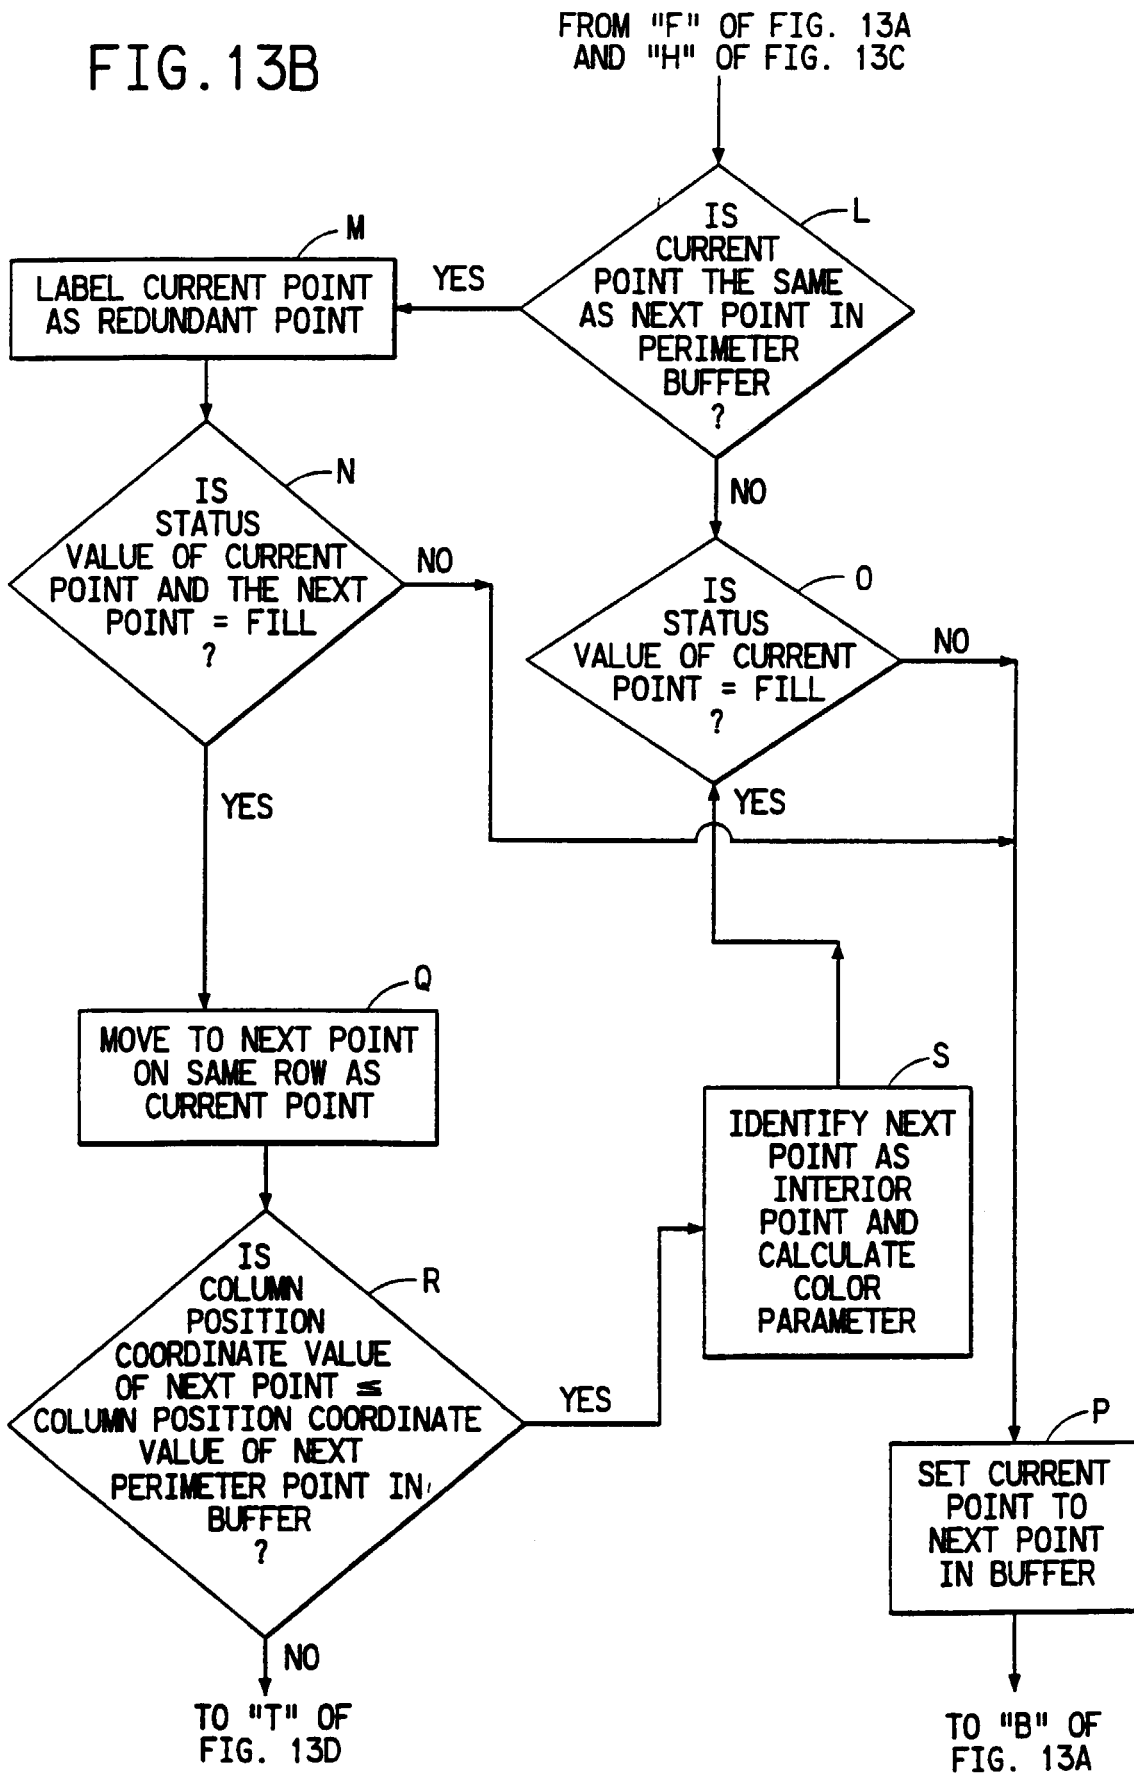 FIG. 13B
FROM "F" OF FIG. 13A
AND "H" OF FIG. 13C
L
IS
CURRENT
POINT THE SAME
AS NEXT POINT IN
PERIMETER
BUFFER
?
YES
NO
M
LABEL CURRENT POINT
AS REDUNDANT POINT
N
IS
STATUS
VALUE OF CURRENT
POINT AND THE NEXT
POINT = FILL
?
NO
YES
O
IS
STATUS
VALUE OF CURRENT
POINT = FILL
?
NO
YES
Q
MOVE TO NEXT POINT
ON SAME ROW AS
CURRENT POINT
S
IDENTIFY NEXT
POINT AS
INTERIOR
POINT AND
CALCULATE
COLOR
PARAMETER
R
IS
COLUMN
POSITION
COORDINATE VALUE
OF NEXT POINT ≤
COLUMN POSITION COORDINATE
VALUE OF NEXT
PERIMETER POINT IN
BUFFER
?
YES
NO
TO "T" OF
FIG. 13D
P
SET CURRENT
POINT TO
NEXT POINT
IN BUFFER
TO "B" OF
FIG. 13A